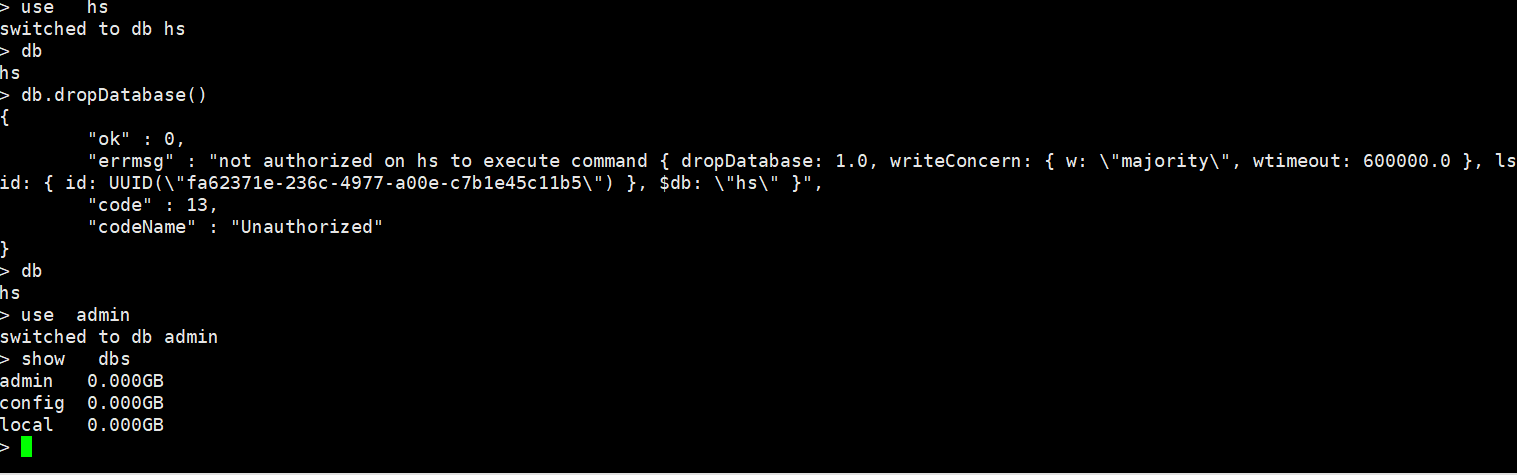 > use   hs
switched to db hs
> db
hs
> db.dropDatabase()
{
        "ok" : 0,
        "errmsg" : "not authorized on hs to execute command { dropDatabase: 1.0, writeConcern: { w: \"majority\", wtimeout: 600000.0 }, ls
id: { id: UUID(\"fa62371e-236c-4977-a00e-c7b1e45c11b5\") }, $db: \"hs\" }",
        "code" : 13,
        "codeName" : "Unauthorized"
}
> db
hs
> use  admin
switched to db admin
> show   dbs
admin   0.000GB
config  0.000GB
local   0.000GB
>